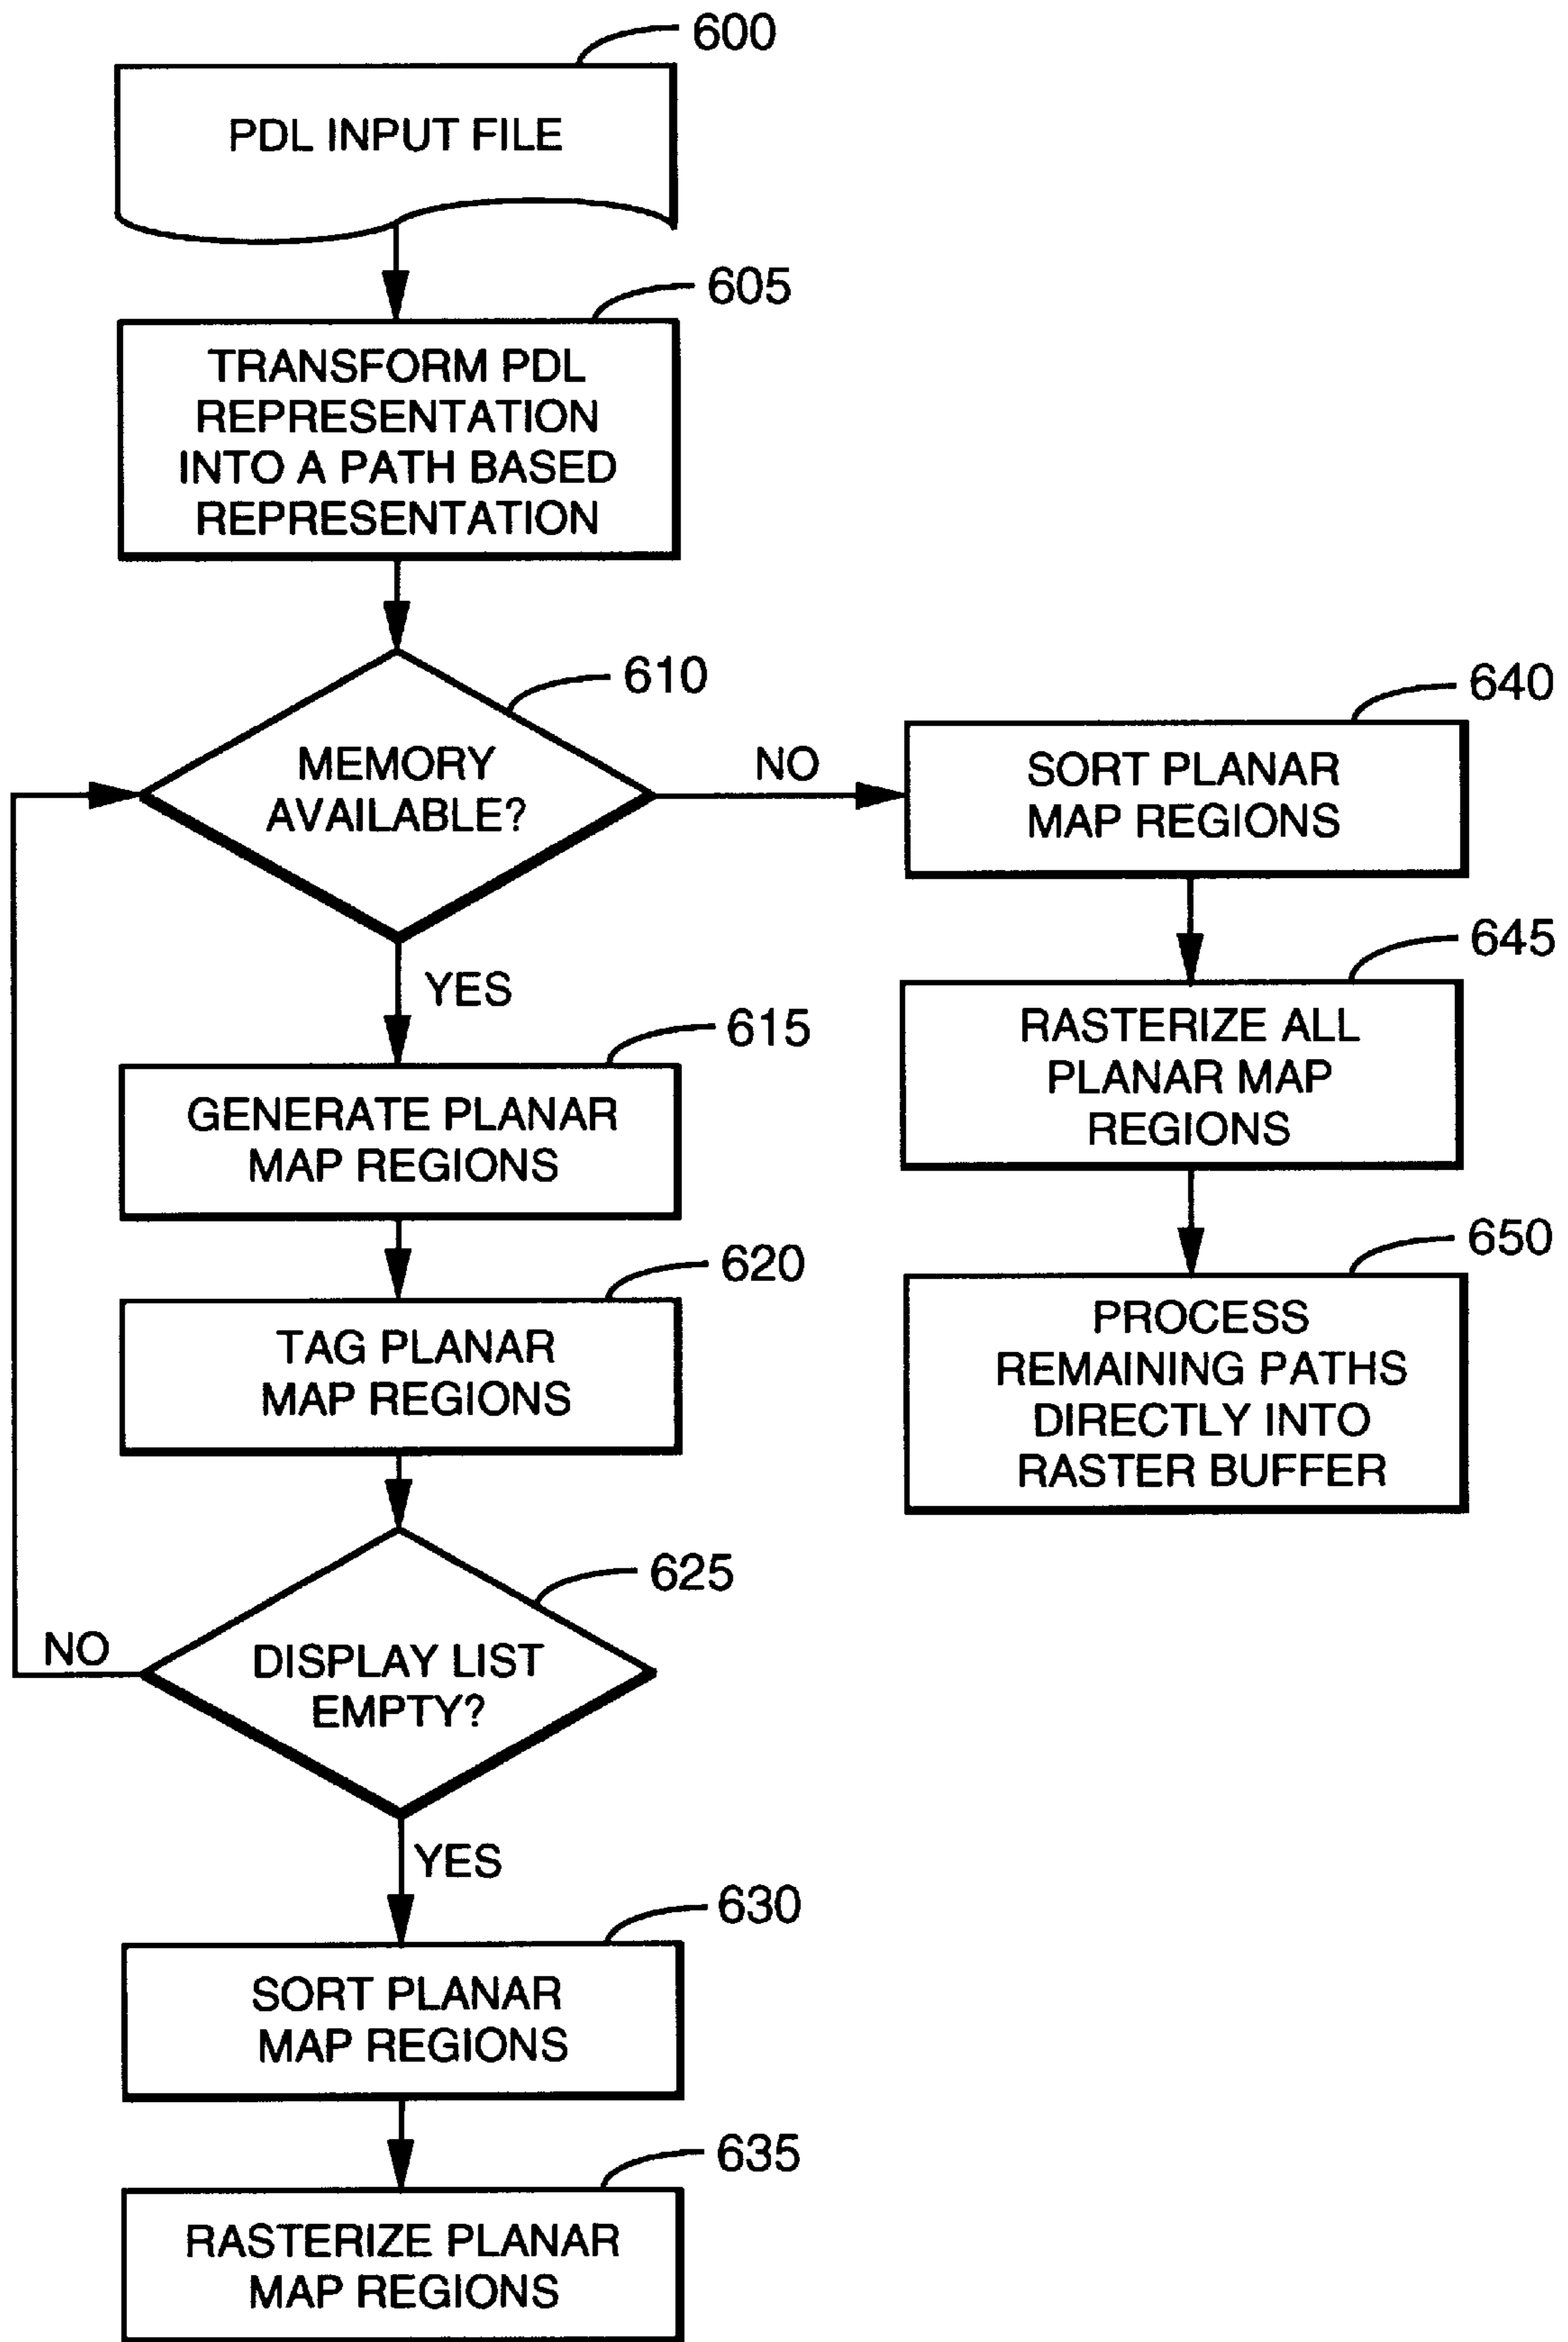 600
PDL INPUT FILE
605
TRANSFORM PDL
REPRESENTATION
INTO A PATH BASED
REPRESENTATION
610
MEMORY
AVAILABLE?
NO
YES
615
GENERATE PLANAR
MAP REGIONS
620
TAG PLANAR
MAP REGIONS
625
DISPLAY LIST
EMPTY?
NO
YES
630
SORT PLANAR
MAP REGIONS
635
RASTERIZE PLANAR
MAP REGIONS
640
SORT PLANAR
MAP REGIONS
645
RASTERIZE ALL
PLANAR MAP
REGIONS
650
PROCESS
REMAINING PATHS
DIRECTLY INTO
RASTER BUFFER